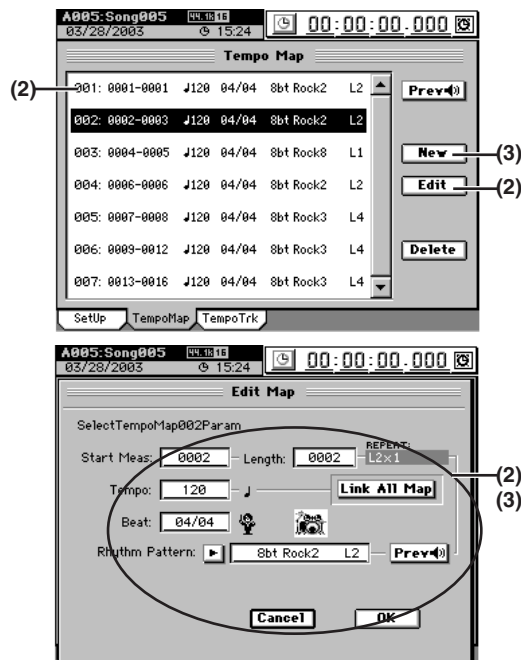 A005:Song005 44.1k 16 00:00:00.000
03/28/2003 15:24
Tempo Map
(2) 001: 0001-0001 ♩120 04/04 8bt Rock2 L2 Prev
002: 0002-0003 ♩120 04/04 8bt Rock2 L2
003: 0004-0005 ♩120 04/04 8bt Rock8 L1 New (3)
004: 0006-0006 ♩120 04/04 8bt Rock2 L2 Edit (2)
005: 0007-0008 ♩120 04/04 8bt Rock3 L4
006: 0009-0012 ♩120 04/04 8bt Rock3 L4 Delete
007: 0013-0016 ♩120 04/04 8bt Rock3 L4
SetUp TempoMap TempoTrk
A005:Song005 44.1k 16 00:00:00.000
03/28/2003 15:24
Edit Map
SelectTempoMap002Param
REPEAT:
Start Meas: 0002 Length: 0002 L2×1
(2)
Tempo: 120 ♩ Link All Map
(3)
Beat: 04/04
Rhythm Pattern: 8bt Rock2 L2 Prev
Cancel OK